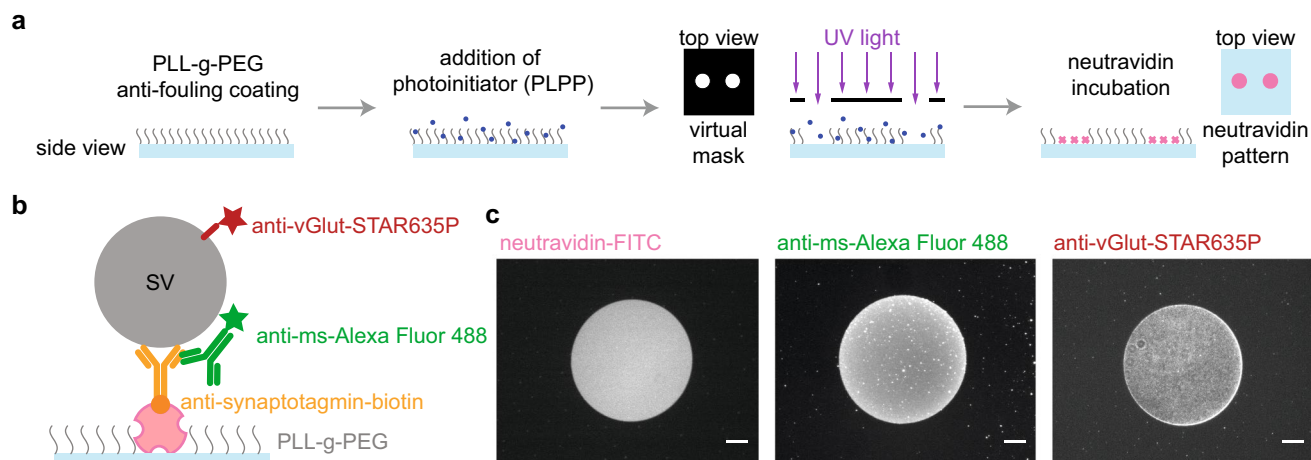 a
PLL-g-PEG
anti-fouling coating
side view
addition of
photoinitiator (PLPP)
top view
virtual
mask
UV light
neutravidin
incubation
top view
neutravidin
pattern
b
SV
anti-vGlut-STAR635P
anti-ms-Alexa Fluor 488
anti-synaptotagmin-biotin
PLL-g-PEG
c
neutravidin-FITC
anti-ms-Alexa Fluor 488
anti-vGlut-STAR635P